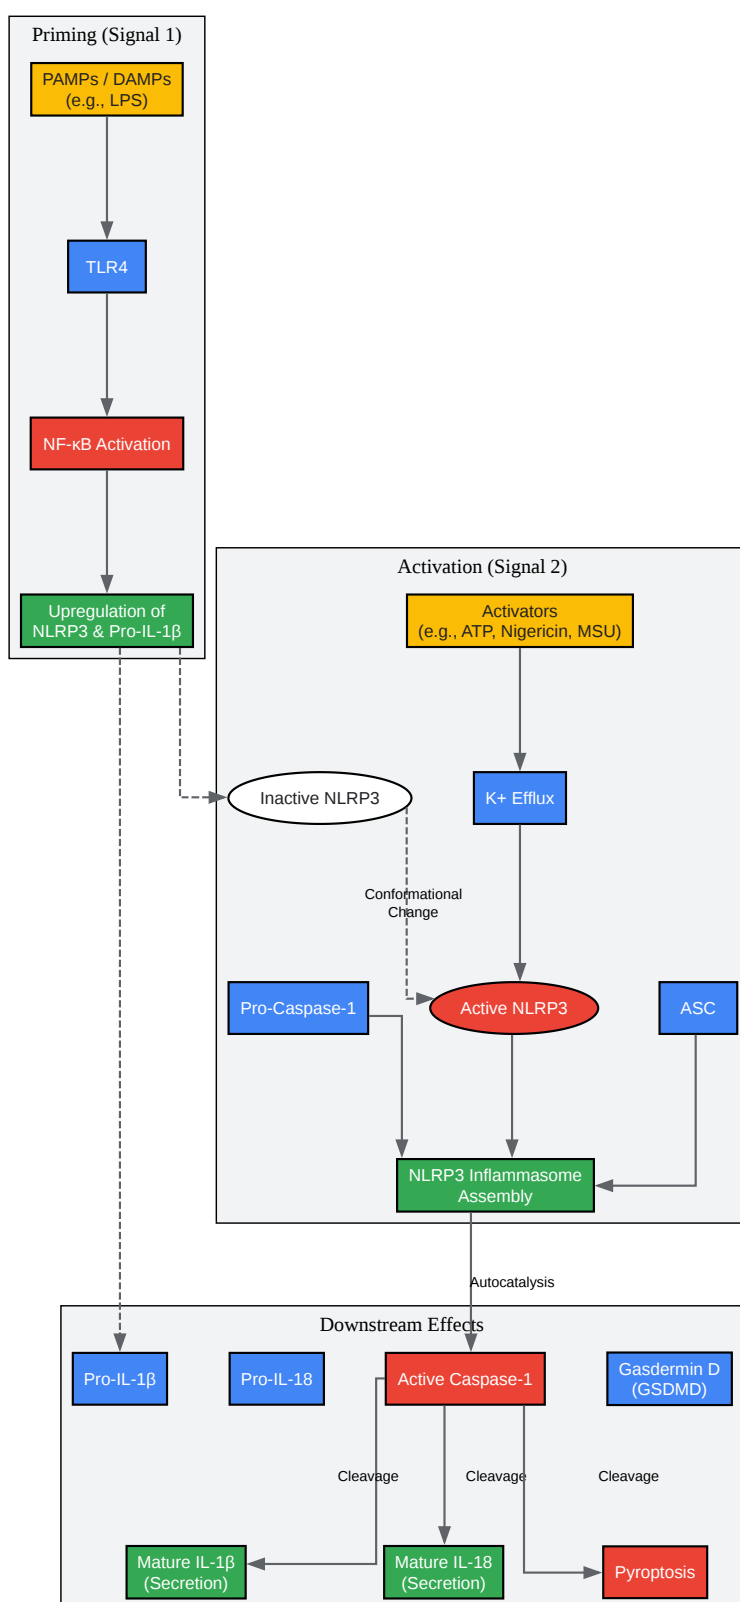 Priming (Signal 1)
PAMPs / DAMPs
(e.g., LPS)
TLR4
NF-κB Activation
Upregulation of
NLRP3 & Pro-IL-1β
Activation (Signal 2)
Activators
(e.g., ATP, Nigericin, MSU)
Inactive NLRP3
K+ Efflux
Conformational
Change
Pro-Caspase-1
Active NLRP3
ASC
NLRP3 Inflammasome
Assembly
Autocatalysis
Downstream Effects
Pro-IL-1β
Pro-IL-18
Active Caspase-1
Gasdermin D
(GSDMD)
Cleavage
Cleavage
Cleavage
Mature IL-1β
(Secretion)
Mature IL-18
(Secretion)
Pyroptosis